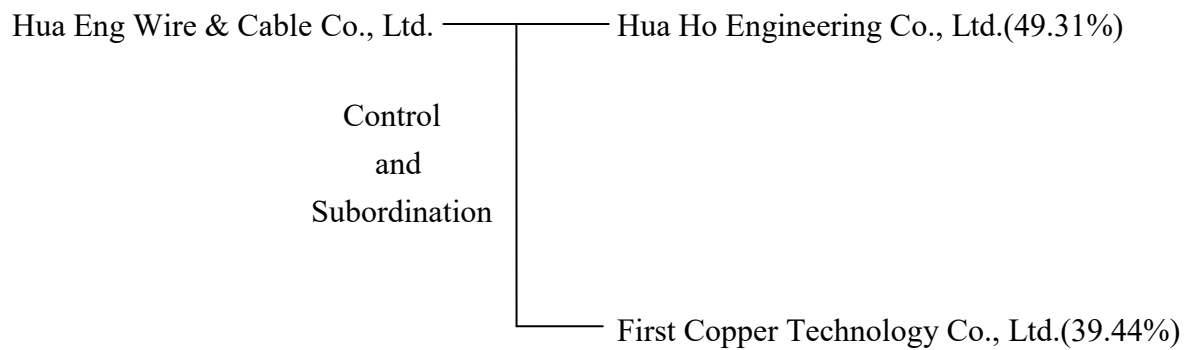 Hua Eng Wire & Cable Co., Ltd.
Hua Ho Engineering Co., Ltd.(49.31%)
Control
and
Subordination
First Copper Technology Co., Ltd.(39.44%)